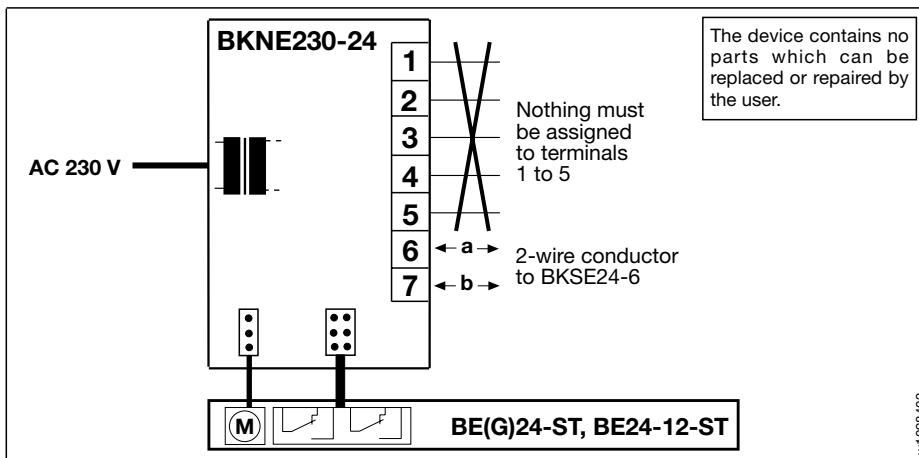 BKNE230-24
1
2
3
4
5
6
7
AC 230 V
Nothing must
be assigned
to terminals
1 to 5
a
b
2-wire conductor
to BKSE24-6
The device contains no
parts which can be
replaced or repaired by
the user.
M
BE(G)24-ST, BE24-12-ST